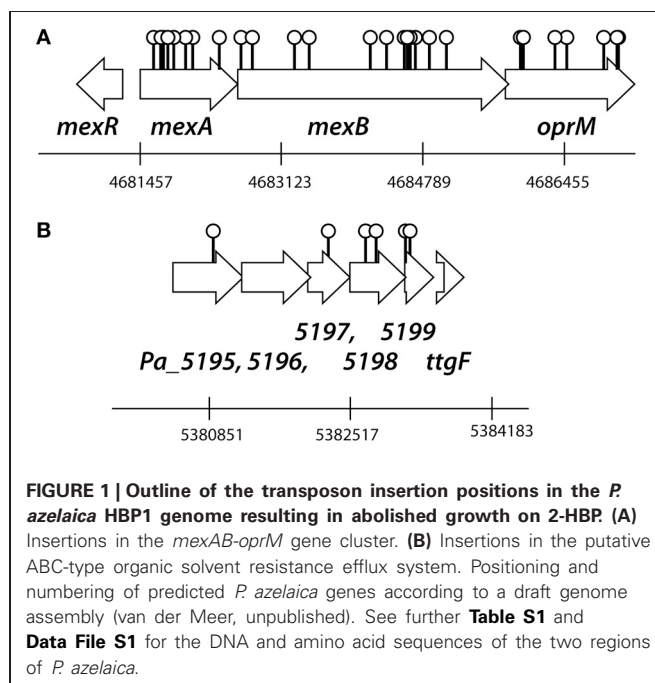 A
mexR mexA mexB oprM
4681457 4683123 4684789 4686455
B
5197, 5199
Pa_5195, 5196, 5198 ttgF
5380851 5382517 5384183
FIGURE 1 | Outline of the transposon insertion positions in the P.
azelaica HBP1 genome resulting in abolished growth on 2-HBP. (A)
Insertions in the mexAB-oprM gene cluster. (B) Insertions in the putative
ABC-type organic solvent resistance efflux system. Positioning and
numbering of predicted P. azelaica genes according to a draft genome
assembly (van der Meer, unpublished). See further Table S1 and
Data File S1 for the DNA and amino acid sequences of the two regions
of P. azelaica.